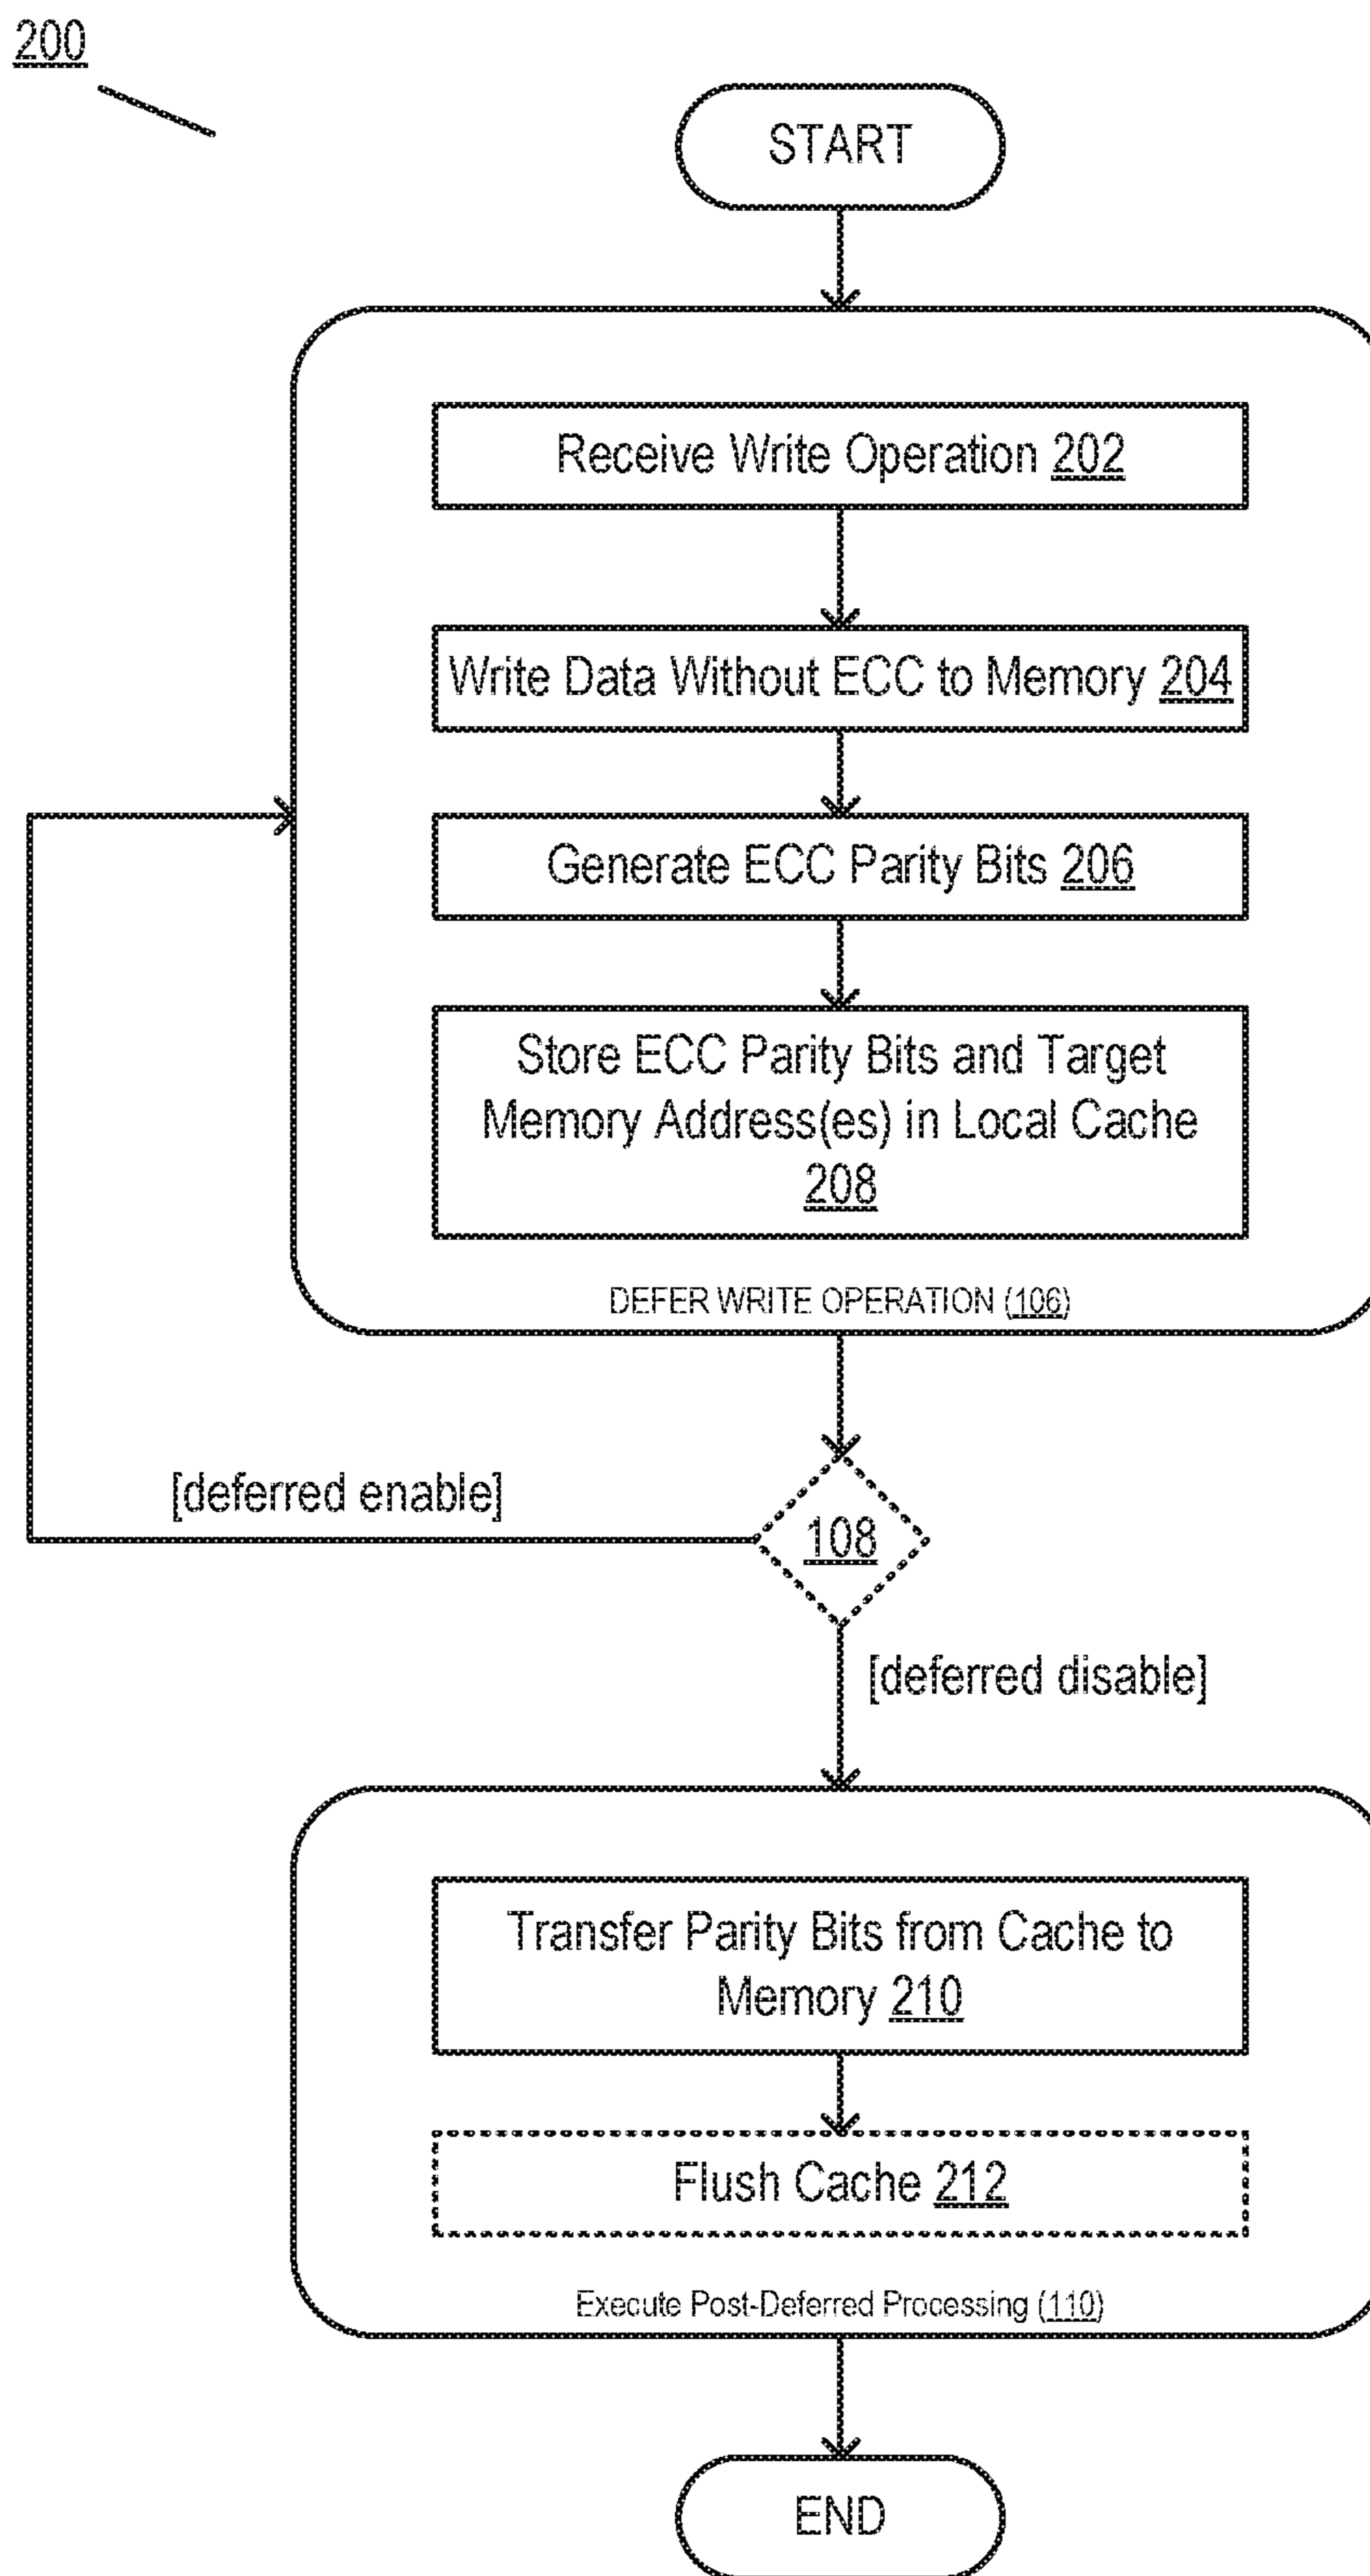 200
START
Receive Write Operation 202
Write Data Without ECC to Memory 204
Generate ECC Parity Bits 206
Store ECC Parity Bits and Target
Memory Address(es) in Local Cache
208
DEFER WRITE OPERATION (106)
[deferred enable]
108
[deferred disable]
Transfer Parity Bits from Cache to
Memory 210
Flush Cache 212
Execute Post-Deferred Processing (110)
END